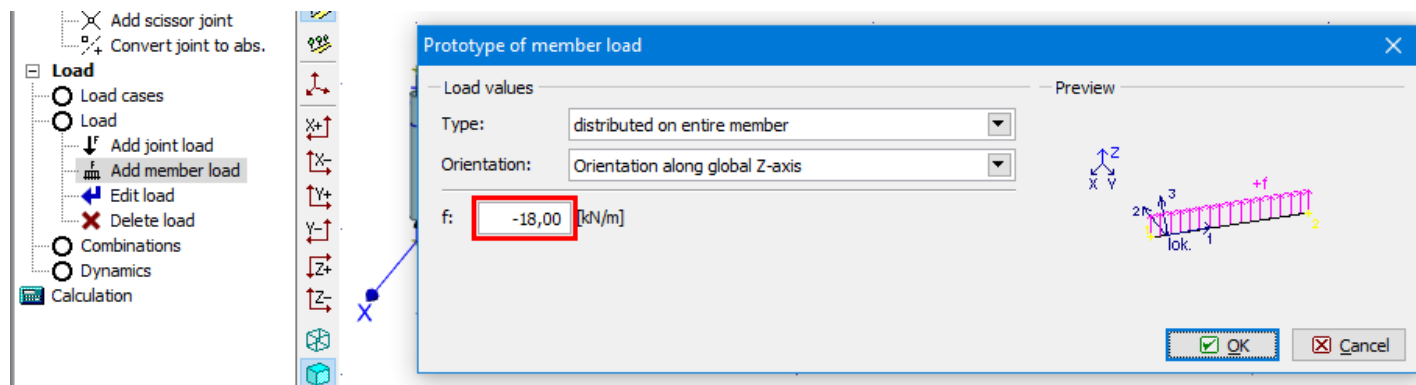 Add scissor joint
Convert joint to abs.
Load
Load cases
Load
Add joint load
Add member load
Edit load
Delete load
Combinations
Dynamics
Calculation
X+
X-
Y+
Y-
Z+
Z-
X
Prototype of member load
Load values
Type: distributed on entire member
Orientation: Orientation along global Z-axis
f: -18,00 [kN/m]
Preview
Z
X Y
+f
3
2
2
lok. 1
OK Cancel